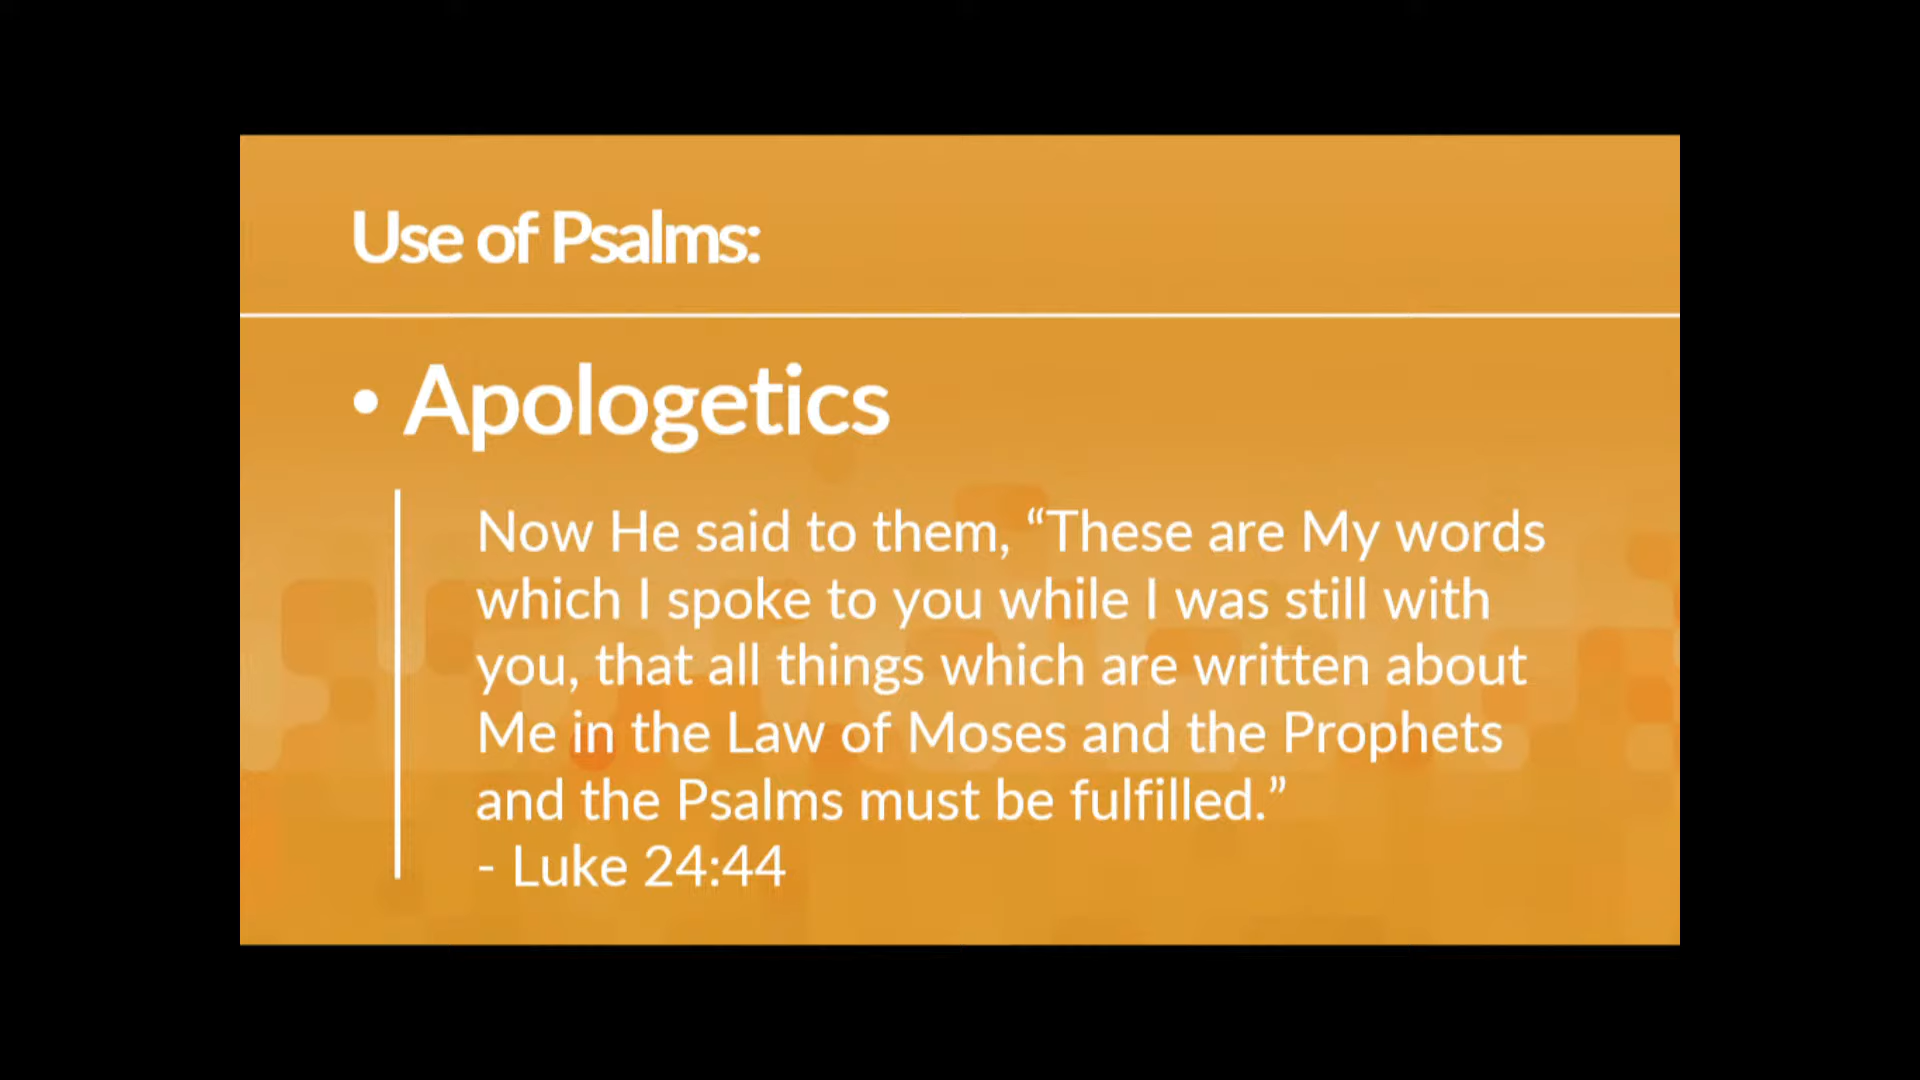 Use of Psalms:
• Apologetics
Now He said to them, “These are My words
which I spoke to you while I was still with
you, that all things which are written about
Me in the Law of Moses and the Prophets
and the Psalms must be fulfilled.”
- Luke 24:44